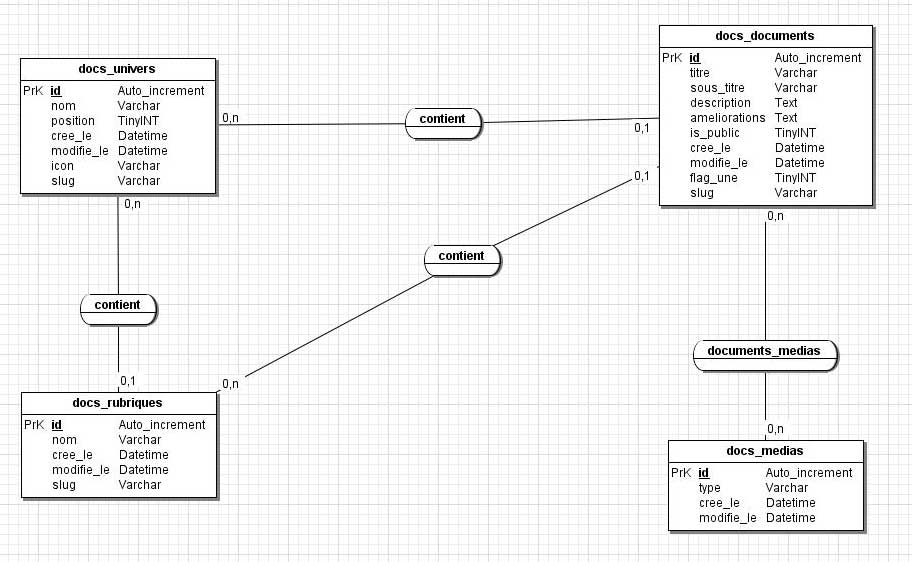 docs_univers
PrK id Auto_increment
nom Varchar
position TinyINT
cree_le Datetime
modifie_le Datetime
icon Varchar
slug Varchar
0,n
0,n
contient
docs_documents
PrK id Auto_increment
titre Varchar
sous_titre Varchar
description Text
ameliorations Text
is_public TinyINT
cree_le Datetime
modifie_le Datetime
flag_une TinyINT
slug Varchar
0,1
0,1
0,n
contient
contient
0,1
0,n
documents_medias
0,n
docs_rubriques
PrK id Auto_increment
nom Varchar
cree_le Datetime
modifie_le Datetime
slug Varchar
docs_medias
PrK id Auto_increment
type Varchar
cree_le Datetime
modifie_le Datetime